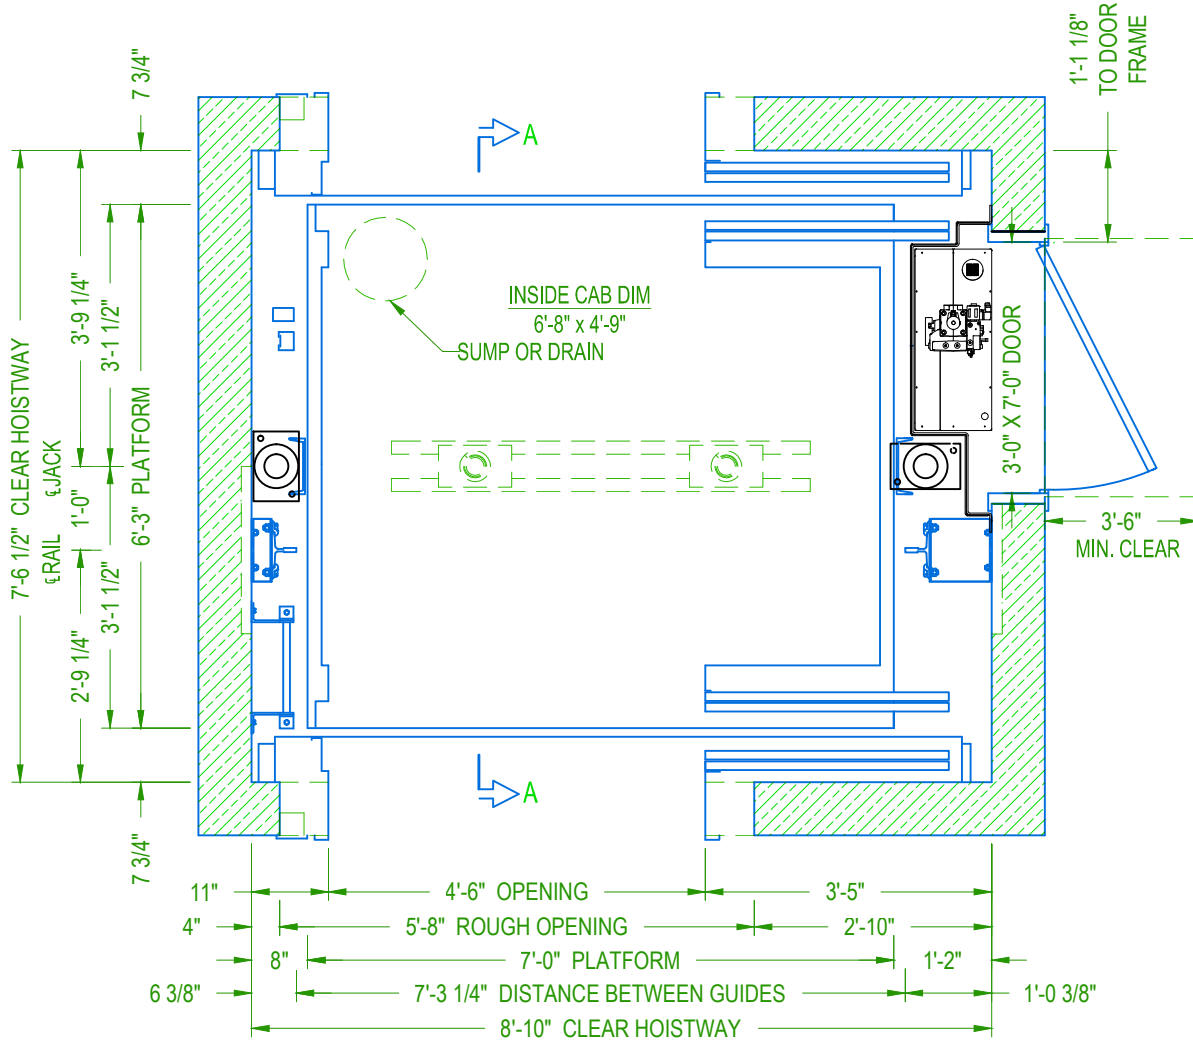 1'-1 1/8"
TO DOOR
FRAME
7 3/4"
A
3'-9 1/4"
3'-1 1/2"
INSIDE CAB DIM
6'-8" x 4'-9"
SUMP OR DRAIN
3'-0" X 7'-0" DOOR
7'-6 1/2" CLEAR HOISTWAY
℄JACK
1'-0"
℄RAIL
6'-3" PLATFORM
3'-6"
MIN. CLEAR
3'-1 1/2"
2'-9 1/4"
A
7 3/4"
11"
4'-6" OPENING
3'-5"
4"
5'-8" ROUGH OPENING
2'-10"
8"
7'-0" PLATFORM
1'-2"
6 3/8"
7'-3 1/4" DISTANCE BETWEEN GUIDES
1'-0 3/8"
8'-10" CLEAR HOISTWAY